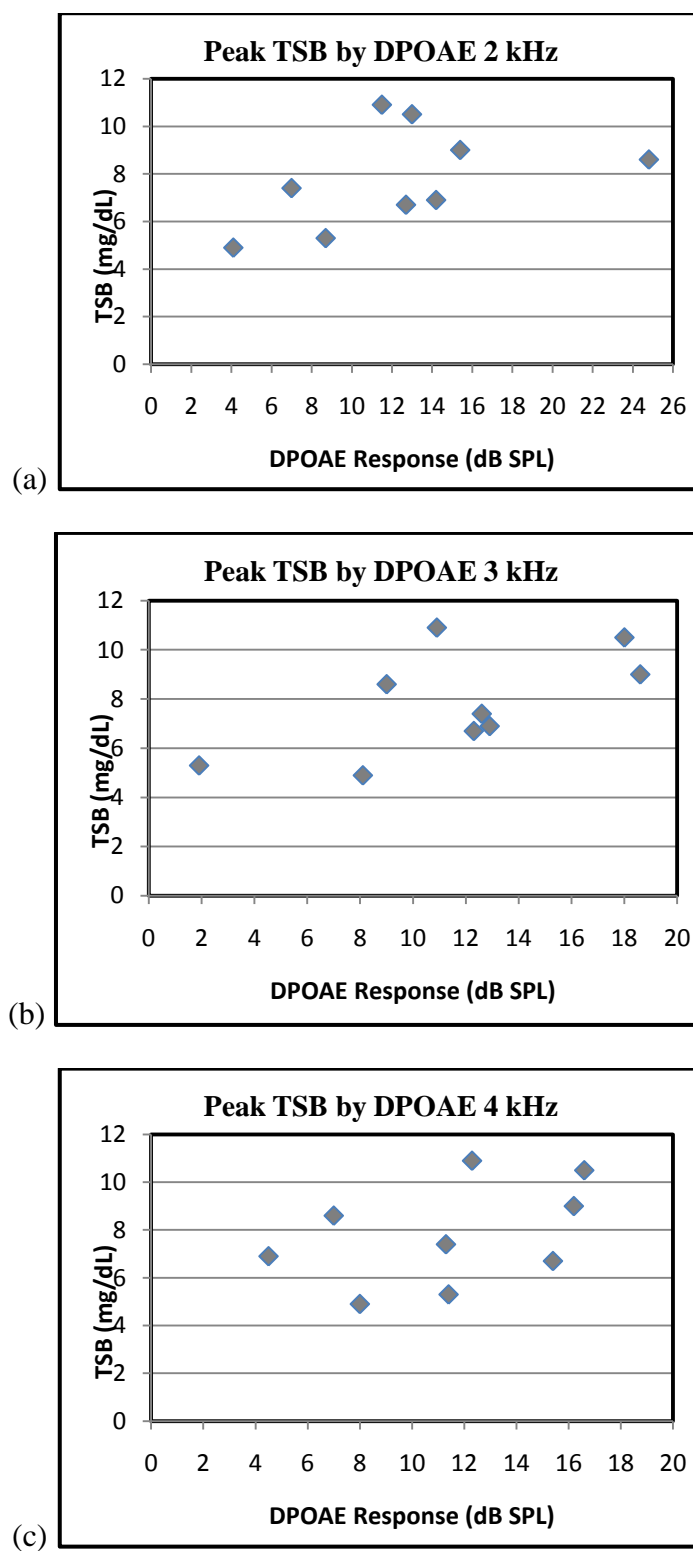 Peak TSB by DPOAE 2 kHz
12
10
8
6
4
2
0
TSB (mg/dL)
0 2 4 6 8 10 12 14 16 18 20 22 24 26
DPOAE Response (dB SPL)
(a)
Peak TSB by DPOAE 3 kHz
12
10
8
6
4
2
0
TSB (mg/dL)
0 2 4 6 8 10 12 14 16 18 20
DPOAE Response (dB SPL)
(b)
Peak TSB by DPOAE 4 kHz
12
10
8
6
4
2
0
TSB (mg/dL)
0 2 4 6 8 10 12 14 16 18 20
DPOAE Response (dB SPL)
(c)